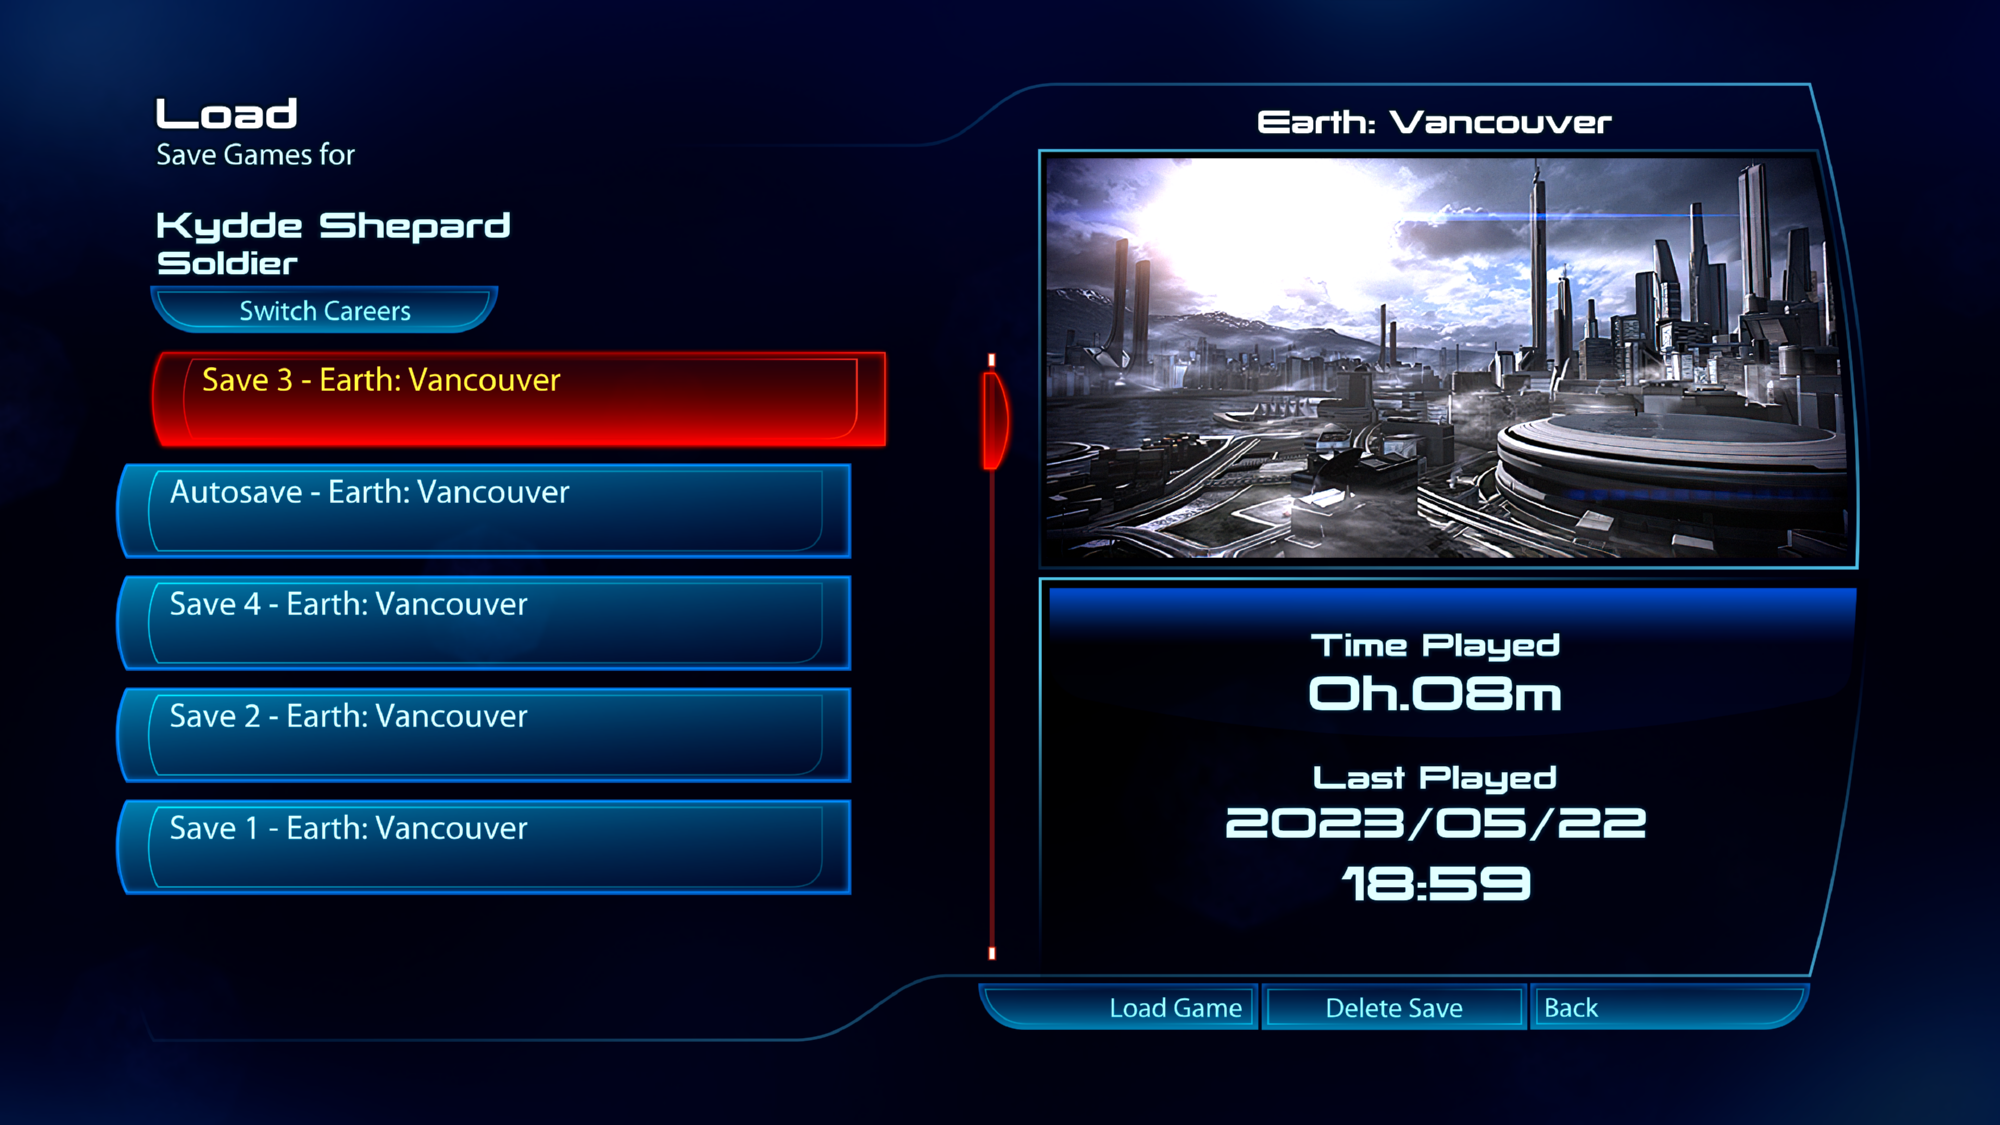 Load
Save Games for
Kydde Shepard
Soldier
Switch Careers
Save 3 - Earth: Vancouver
Autosave - Earth: Vancouver
Save 4 - Earth: Vancouver
Save 2 - Earth: Vancouver
Save 1 - Earth: Vancouver
Earth: Vancouver
Time Played
0h.08m
Last Played
2023/05/22
18:59
Load Game
Delete Save
Back